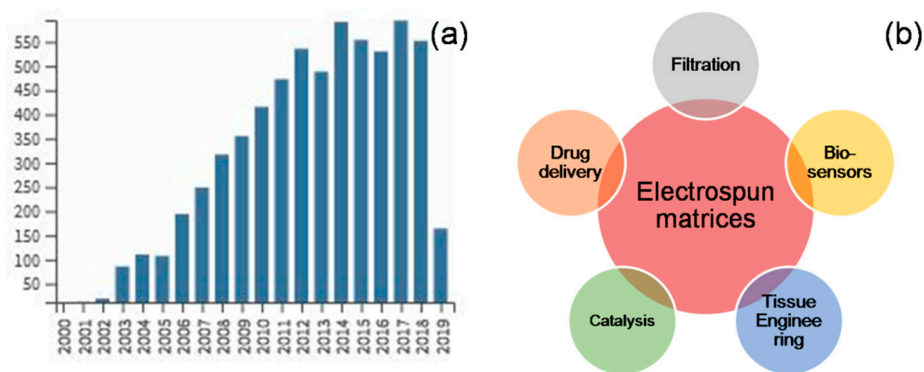 (a)
550
500
450
400
350
300
250
200
150
100
50
2000
2001
2002
2003
2004
2005
2006
2007
2008
2009
2010
2011
2012
2013
2014
2015
2016
2017
2018
2019
(b)
Filtration
Drug
delivery
Bio-
sensors
Electrospun
matrices
Catalysis
Tissue
Enginee
ring